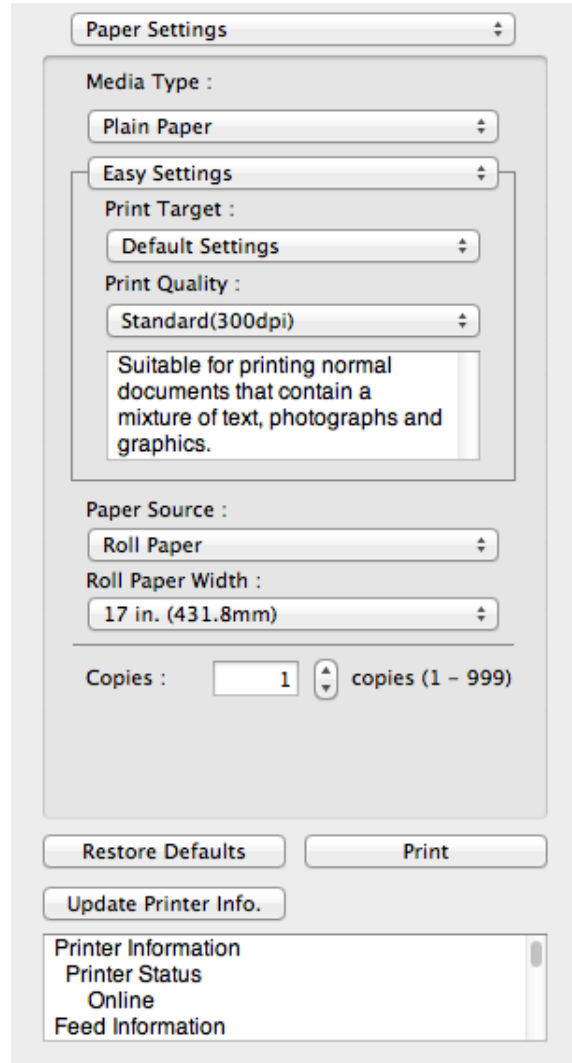 Paper Settings
Media Type :
Plain Paper
Easy Settings
Print Target :
Default Settings
Print Quality :
Standard(300dpi)
Suitable for printing normal
documents that contain a
mixture of text, photographs and
graphics.
Paper Source :
Roll Paper
Roll Paper Width :
17 in. (431.8mm)
Copies : 1 copies (1 – 999)
Restore Defaults Print
Update Printer Info.
Printer Information
Printer Status
Online
Feed Information